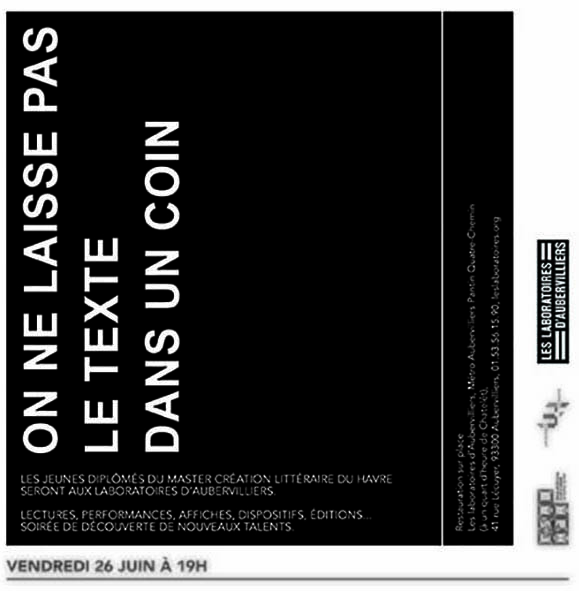 ON NE LAISSE PAS
LE TEXTE
DANS UN COIN
LES JEUNES DIPLÔMÉS DU MASTER CRÉATION LITTÉRAIRE DU HAVRE
SERONT AUX LABORATOIRES D'AUBERVILLIERS.
LECTURES, PERFORMANCES, AFFICHES, DISPOSITIFS, ÉDITIONS...
SOIRÉE DE DÉCOUVERTE DE NOUVEAUX TALENTS.
Restauration sur place
Les laboratoires d'Aubervilliers, Métro Aubervilliers Pantin Quatre Chemin
(à un quart d'heure de Chatelêt),
41 rue Lécuyer, 93300 Aubervilliers, 01.53.56.15.90, leslaboratoires.org
LES LABORATOIRES
D'AUBERVILLIERS
VENDREDI 26 JUIN À 19H